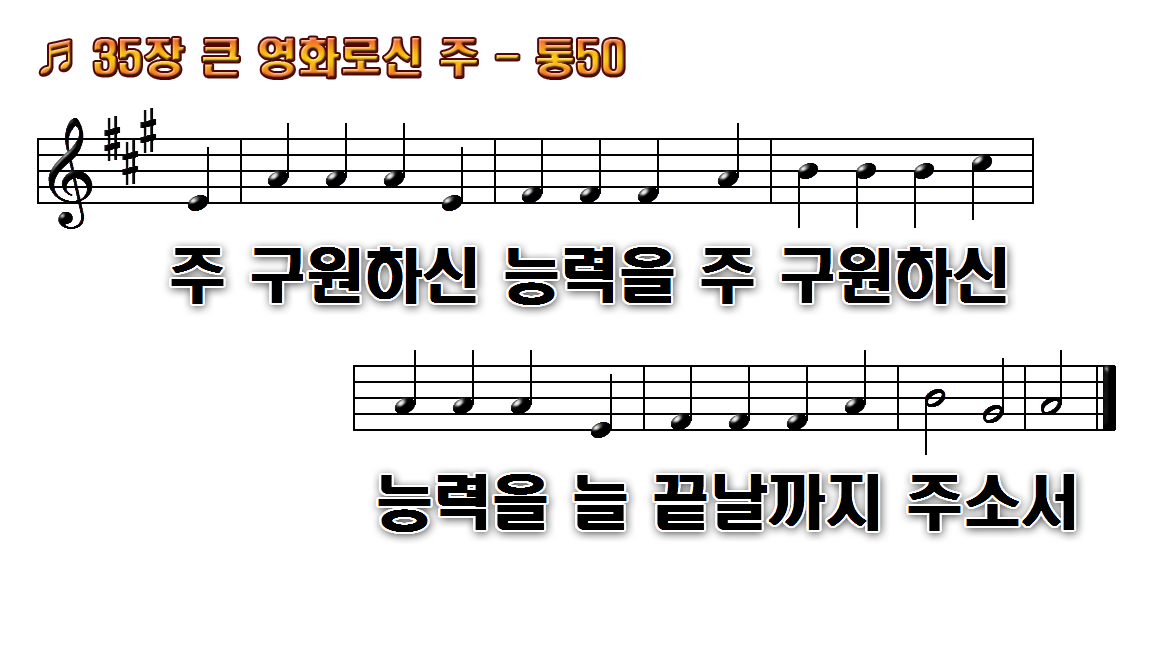 ♬ 35장 큰 영화로신 주 - 통50
주 구원하신 능력을 주 구원하신
능력을 늘 끝날까지 주소서